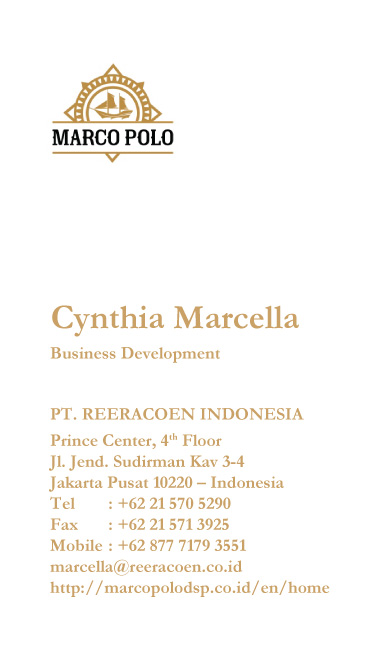 MARCO POLO
Cynthia Marcella
Business Development
PT. REERACOEN INDONESIA
Prince Center, 4th Floor
Jl. Jend. Sudirman Kav 3-4
Jakarta Pusat 10220 – Indonesia
Tel : +62 21 570 5290
Fax : +62 21 571 3925
Mobile : +62 877 7179 3551
marcella@reeracoen.co.id
http://marcopolodsp.co.id/en/home